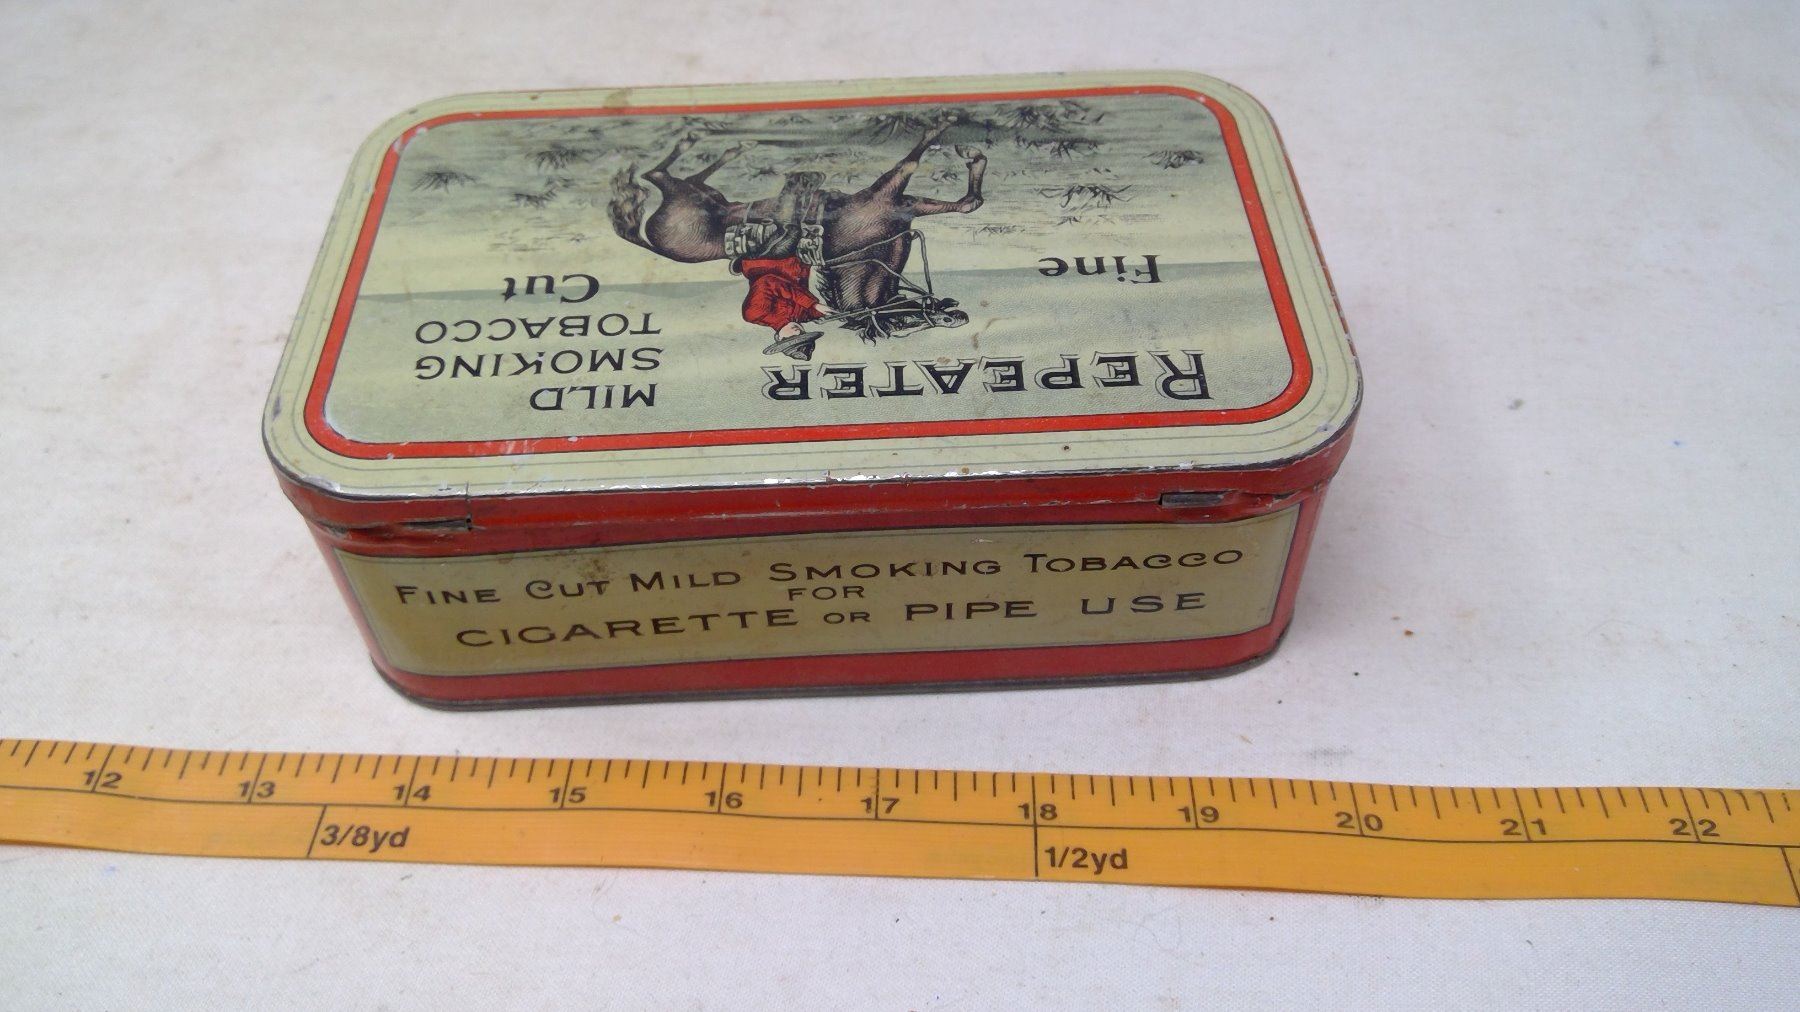 REPEATER
Fine
MILD
SMOKING
TOBACCO
Cut
FINE CUT MILD SMOKING TOBACCO
FOR
CIGARETTE OR PIPE USE
12 13 14 15 16 17 18 19 20 21 22
3/8yd 1/2yd